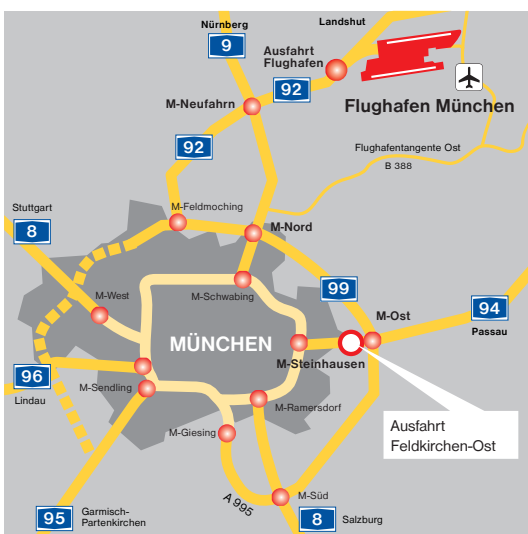 Nürnberg
Landshut
9
Ausfahrt
Flughafen
92
M-Neufahrn
Flughafen München
92
Flughafentangente Ost
B 388
Stuttgart
8
M-Feldmoching
M-Nord
M-West
M-Schwabing
99
94
M-Ost
Passau
MÜNCHEN
M-Steinhausen
96
Lindau
M-Sendling
M-Ramersdorf
Ausfahrt
Feldkirchen-Ost
M-Giesing
A 995
M-Süd
95
Garmisch-
Partenkirchen
8
Salzburg